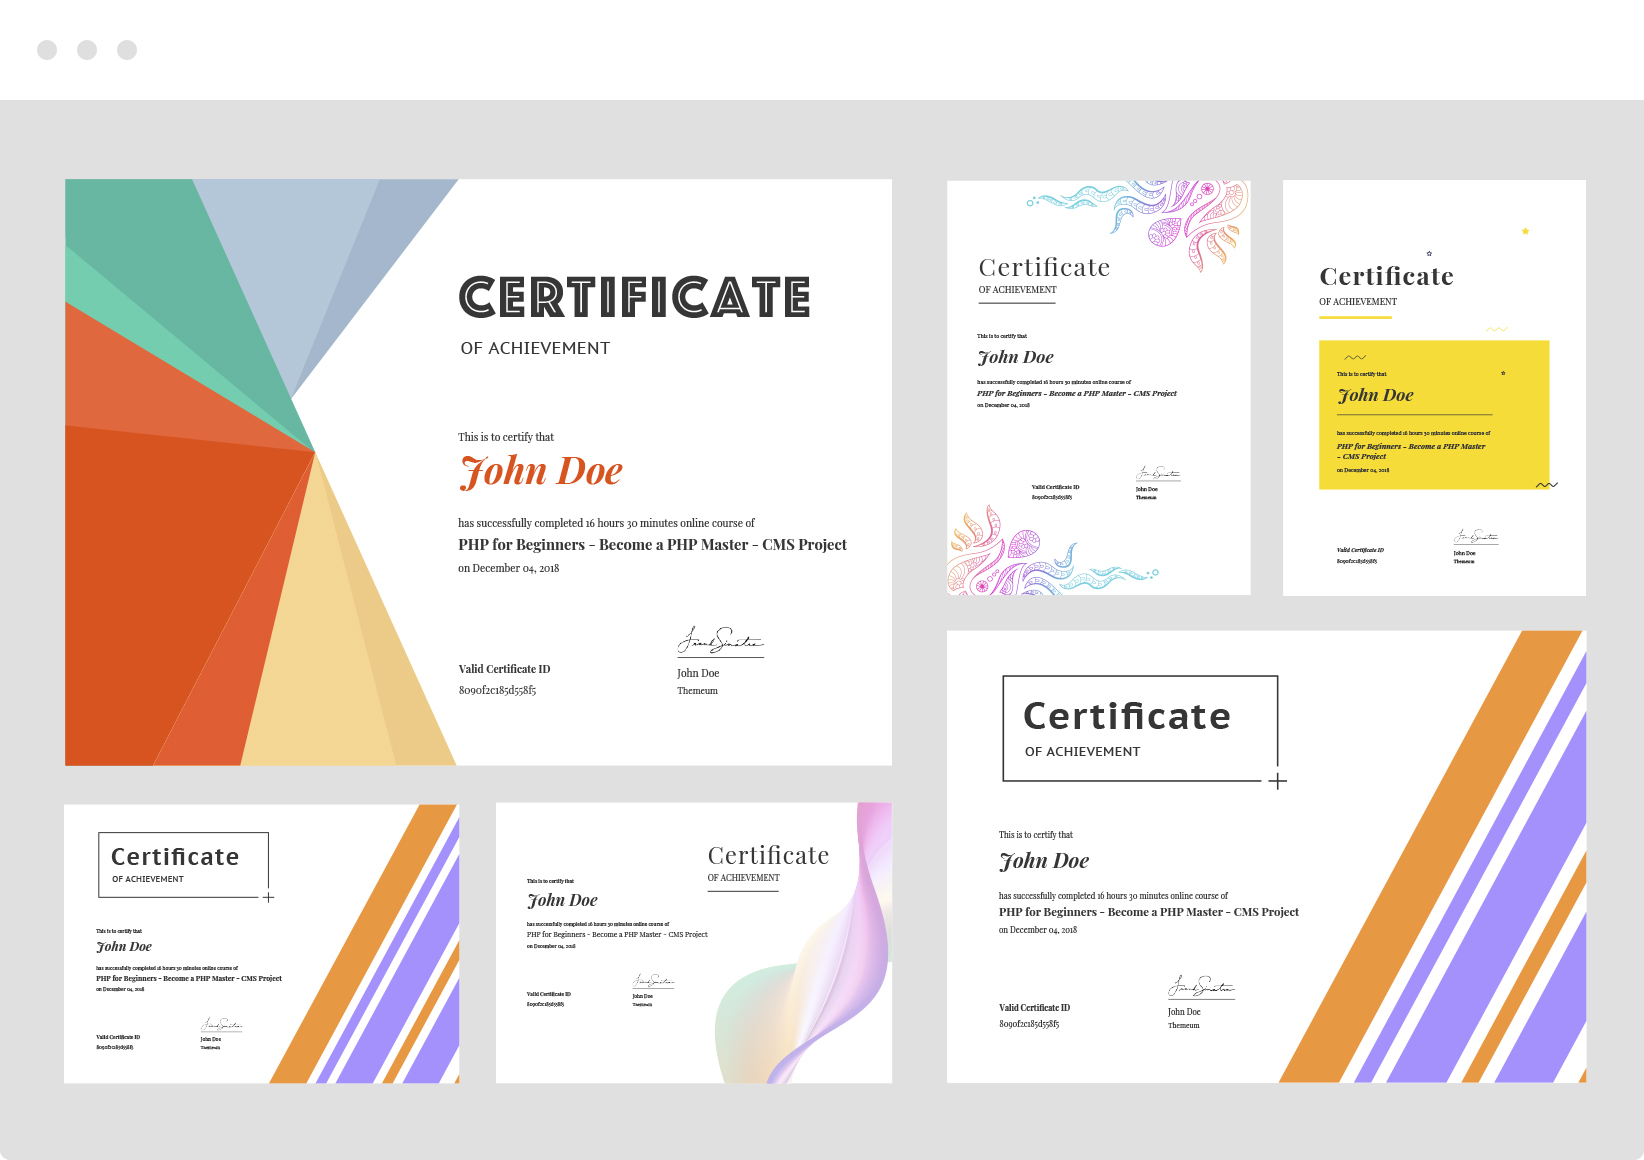 CERTIFICATE
OF ACHIEVEMENT
This is to certify that
John Doe
has successfully completed 16 hours 30 minutes online course of
PHP for Beginners - Become a PHP Master - CMS Project
on December 04, 2018
Frank Sinatra
Valid Certificate ID
8090f2c185d558f5
John Doe
Themeum
Certificate
OF ACHIEVEMENT
This is to certify that
John Doe
has successfully completed 16 hours 30 minutes online course of
PHP for Beginners - Become a PHP Master - CMS Project
on December 04, 2018
Frank Sinatra
Valid Certificate ID
8090f2c185d558f5
John Doe
Themeum
Certificate
OF ACHIEVEMENT
This is to certify that
John Doe
has successfully completed 16 hours 30 minutes online course of
PHP for Beginners - Become a PHP Master
- CMS Project
on December 04, 2018
Frank Sinatra
Valid Certificate ID
8090f2c185d558f5
John Doe
Themeum
Certificate
OF ACHIEVEMENT
This is to certify that
John Doe
has successfully completed 16 hours 30 minutes online course of
PHP for Beginners - Become a PHP Master - CMS Project
on December 04, 2018
Frank Sinatra
Valid Certificate ID
8090f2c185d558f5
John Doe
Themeum
Certificate
OF ACHIEVEMENT
This is to certify that
John Doe
has successfully completed 16 hours 30 minutes online course of
PHP for Beginners - Become a PHP Master - CMS Project
on December 04, 2018
Frank Sinatra
Valid Certificate ID
8090f2c185d558f5
John Doe
Themeum
Certificate
OF ACHIEVEMENT
This is to certify that
John Doe
has successfully completed 16 hours 30 minutes online course of
PHP for Beginners - Become a PHP Master - CMS Project
on December 04, 2018
Frank Sinatra
Valid Certificate ID
8090f2c185d558f5
John Doe
Themeum